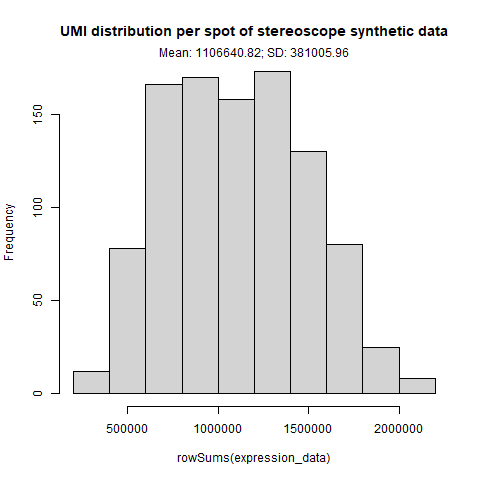 UMI distribution per spot of stereoscope synthetic data
Mean: 1106640.82; SD: 381005.96
Frequency
150
100
50
0
500000 1000000 1500000 2000000
rowSums(expression_data)